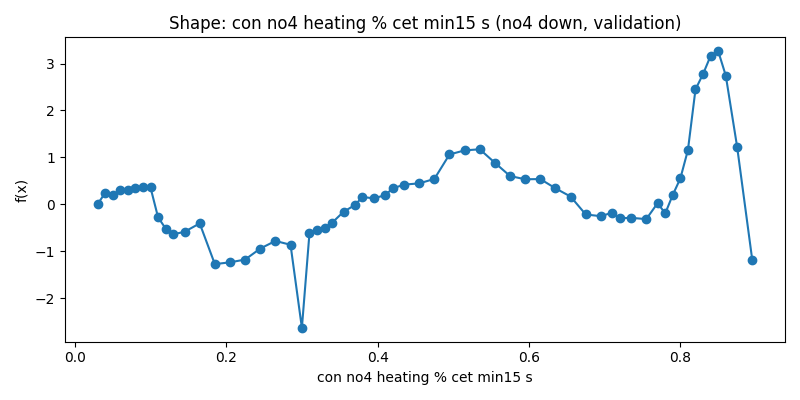 Shape: con no4 heating % cet min15 s (no4 down, validation)
f(x)
3
2
1
0
−1
−2
0.0 0.2 0.4 0.6 0.8
con no4 heating % cet min15 s